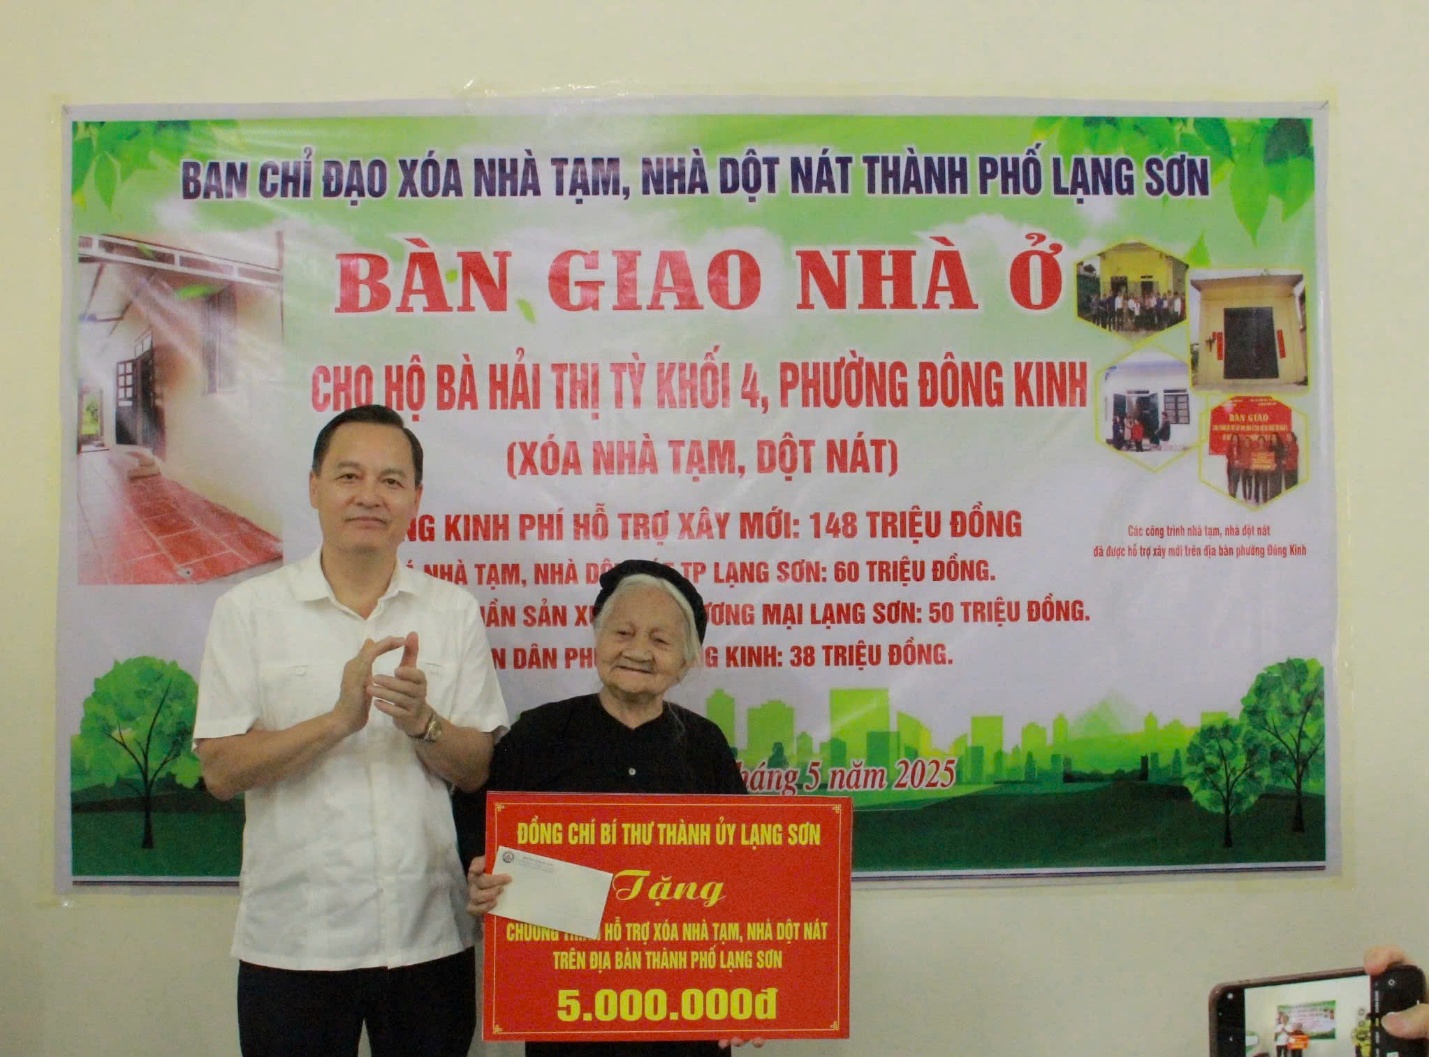 BAN CHỈ ĐẠO XÓA NHÀ TẠM, NHÀ DỘT NÁT THÀNH PHỐ LẠNG SƠN
BÀN GIAO NHÀ Ở
CHO HỘ BÀ HẢI THỊ TỲ KHỐI 4, PHƯỜNG ĐÔNG KINH
(XÓA NHÀ TẠM, DỘT NÁT)
KINH PHÍ HỖ TRỢ XÂY MỚI: 148 TRIỆU ĐỒNG
NHÀ TẠM, NHÀ TP LẠNG SƠN: 60 TRIỆU ĐỒNG.
SẢN MẠI LẠNG SƠN: 50 TRIỆU ĐỒNG.
DÂN KINH: 38 TRIỆU ĐỒNG.
Các công trình nhà tạm, nhà dột nát
đã được hỗ trợ xây mới trên địa bàn phường Đông Kinh
BÀN GIAO
5 năm 2025
ĐỒNG CHÍ BÍ THƯ THÀNH ỦY LẠNG SƠN
Tặng
HỖ TRỢ XÓA NHÀ TẠM, NHÀ DỘT NÁT
TRÊN ĐỊA BÀN THÀNH PHỐ LẠNG SƠN
5.000.000đ